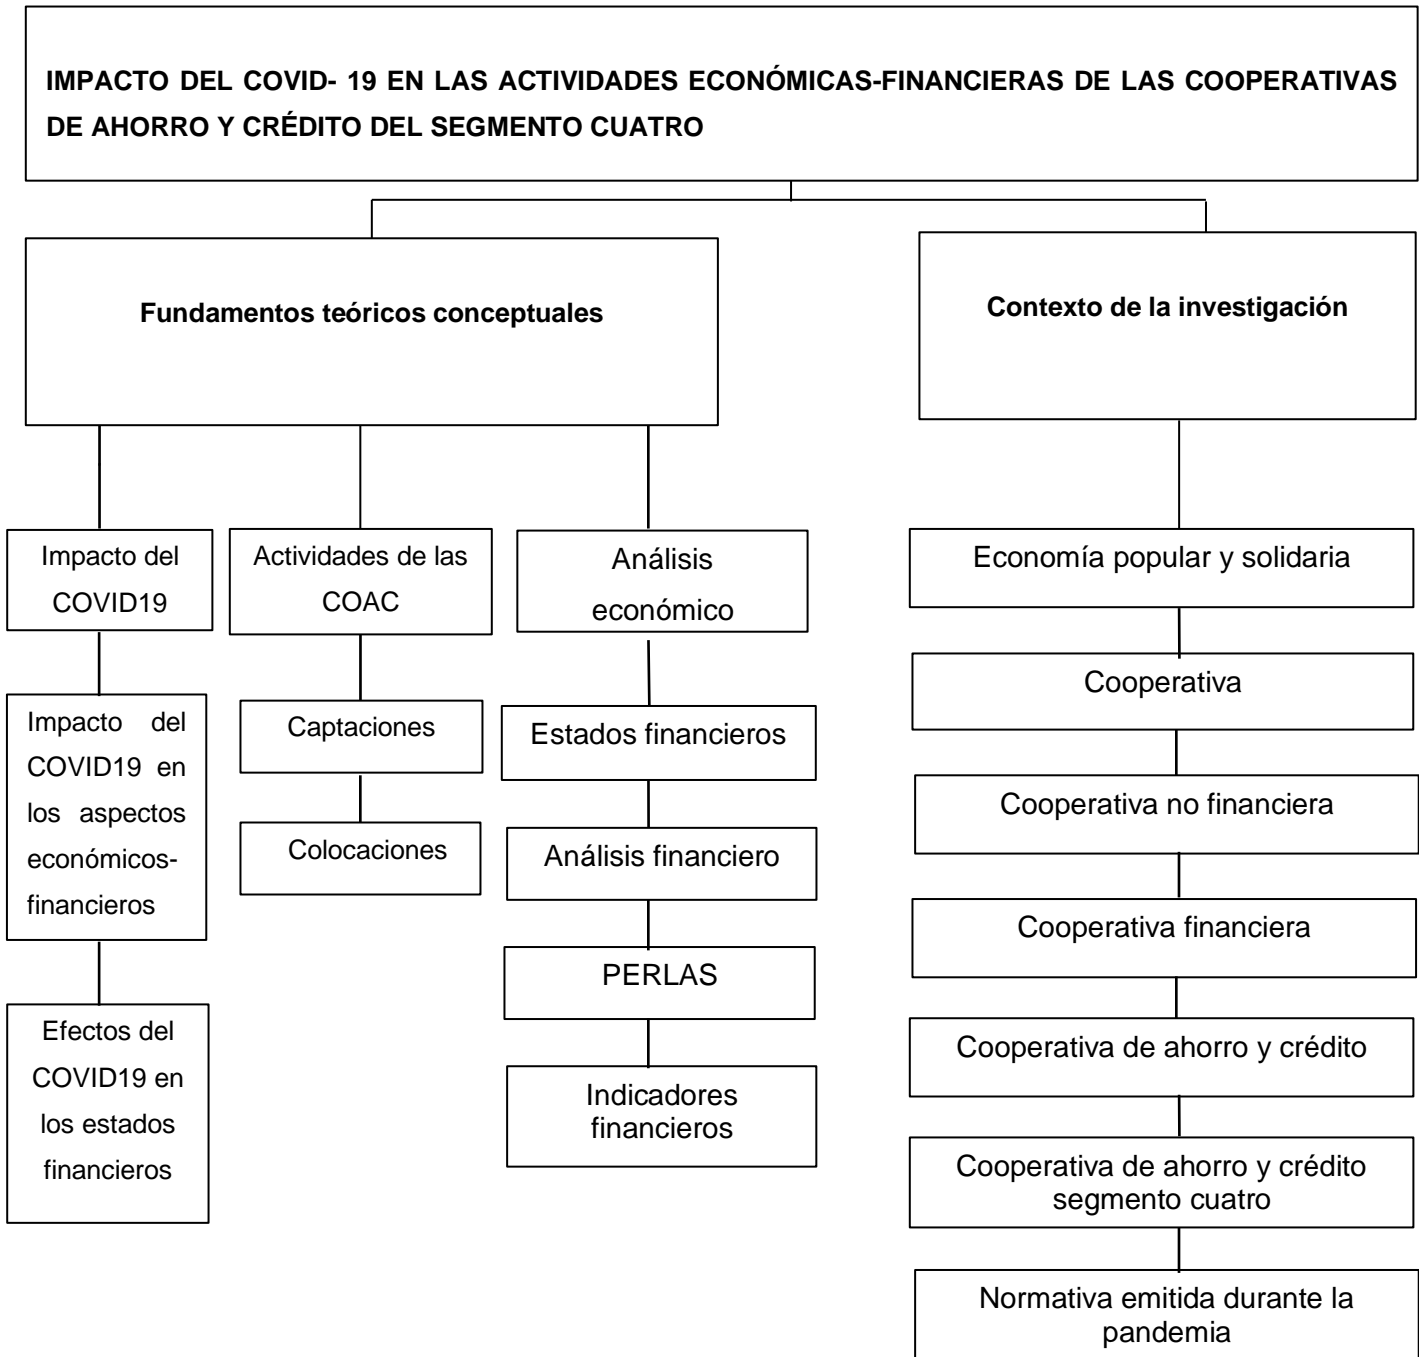 IMPACTO DEL COVID- 19 EN LAS ACTIVIDADES ECONÓMICAS-FINANCIERAS DE LAS COOPERATIVAS
DE AHORRO Y CRÉDITO DEL SEGMENTO CUATRO
Fundamentos teóricos conceptuales
Contexto de la investigación
Impacto del
COVID19
Impacto del
COVID19 en
los aspectos
económicos-
financieros
Efectos del
COVID19 en
los estados
financieros
Actividades de las
COAC
Captaciones
Colocaciones
Análisis
económico
Estados financieros
Análisis financiero
PERLAS
Indicadores
financieros
Economía popular y solidaria
Cooperativa
Cooperativa no financiera
Cooperativa financiera
Cooperativa de ahorro y crédito
Cooperativa de ahorro y crédito
segmento cuatro
Normativa emitida durante la
pandemia